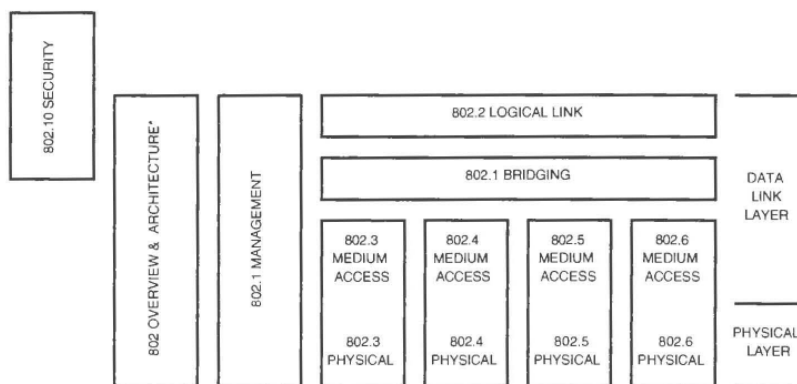 802.10 SECURITY
802 OVERVIEW & ARCHITECTURE*
802.1 MANAGEMENT
802.2 LOGICAL LINK
802.1 BRIDGING
802.3
MEDIUM
ACCESS
802.3
PHYSICAL
802.4
MEDIUM
ACCESS
802.4
PHYSICAL
802.5
MEDIUM
ACCESS
802.5
PHYSICAL
802.6
MEDIUM
ACCESS
802.6
PHYSICAL
DATA
LINK
LAYER
PHYSICAL
LAYER